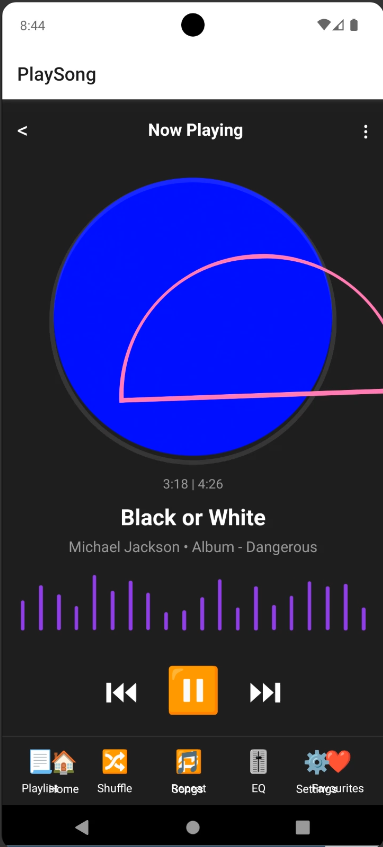 8:44
PlaySong
< Now Playing
3:18 | 4:26
Black or White
Michael Jackson • Album - Dangerous
Playlist Home Shuffle Repeat Songs EQ Settings Favourites